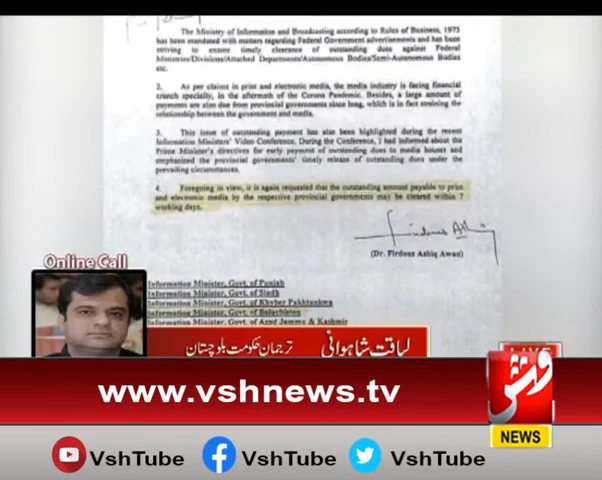 The Ministry of Information and Broadcasting according to Rules of Business, 1973
has been mandated with matters regarding Federal Government advertisements and has been
striving to ensure timely clearance of outstanding dues against Federal
Ministries/Divisions/Attached Departments/Autonomous Bodies/Semi-Autonomous Bodies
etc.
2. As per claims in print and electronic media, the media industry is facing financial
crunch specially, in the aftermath of the Corona Pandemic. Besides, a large amount of
payments are also due from provincial governments since long, which is in fact straining the
relationship between the government and media.
3. This issue of outstanding payment has also been highlighted during the recent
Information Ministers' Video Conference. During the Conference, I had informed about the
Prime Minister's directives for early payment of outstanding dues to media houses and
emphasized the provincial governments' timely release of outstanding dues under the
prevailing circumstances.
4. Foregoing in view, it is again requested that the outstanding amount payable to print
and electronic media by the respective provincial governments may be cleared within 7
working days.
(Dr. Firdous Ashiq Awan)
Information Minister, Govt. of Punjab
Information Minister, Govt. of Sindh
Information Minister, Govt. of Khyber Pakhtunkwa
Information Minister, Govt. of Balochistan
Information Minister, Govt. of Azad Jammu & Kashmir
Online Call
لیاقت شاہوانی ترجمان حکومت بلوچستان
LIVE
www.vshnews.tv
وش
NEWS
VshTube VshTube VshTube